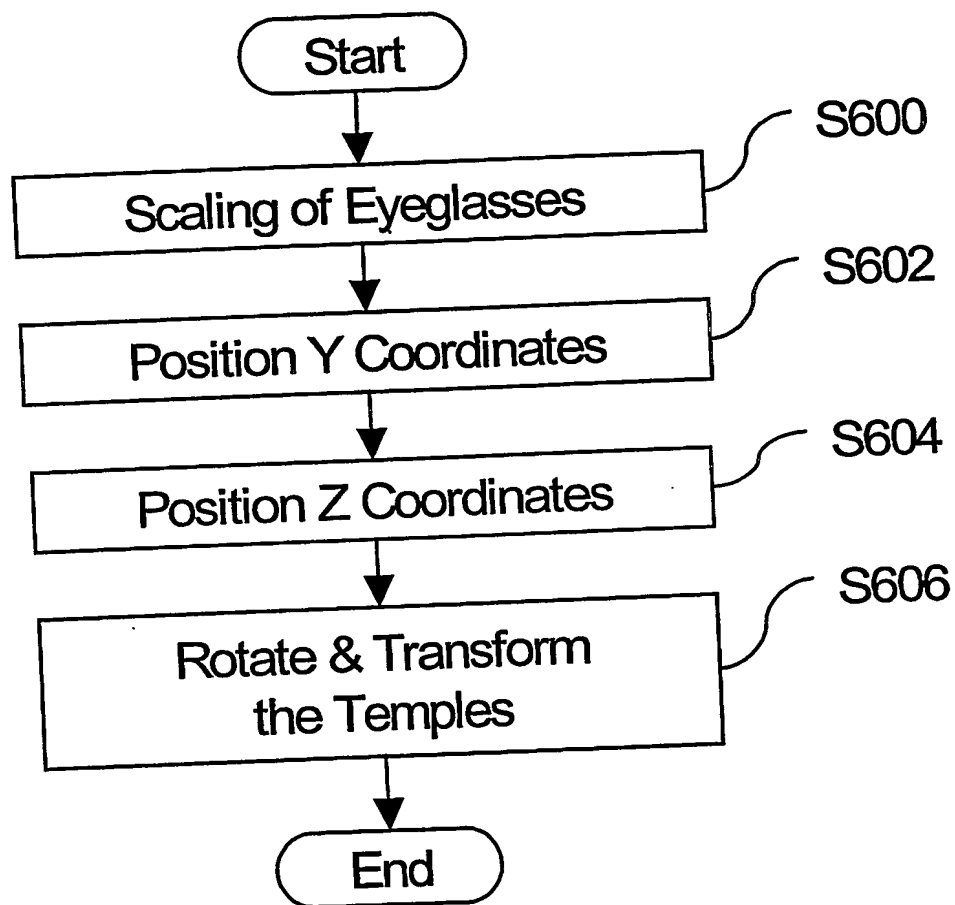 Start
S600
Scaling of Eyeglasses
S602
Position Y Coordinates
S604
Position Z Coordinates
S606
Rotate & Transform
the Temples
End